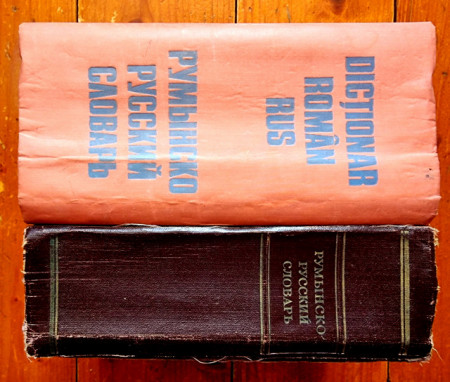 DICȚIONAR
ROMÂN
RUS
РУМЫНСКО
РУССКИЙ
СЛОВАРЬ
РУМЫНСКО-
РУССКИЙ
СЛОВАРЬ